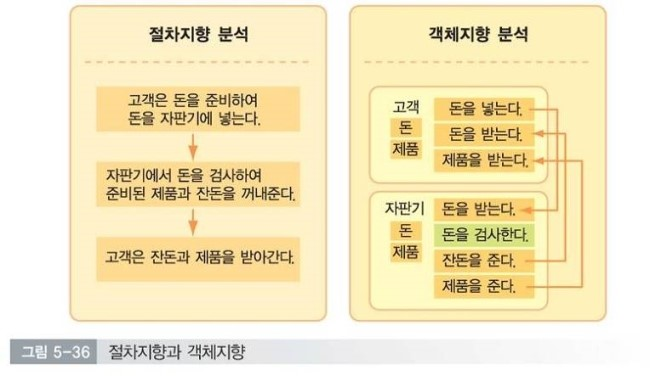 절차지향 분석
고객은 돈을 준비하여
돈을 자판기에 넣는다.
자판기에서 돈을 검사하여
준비된 제품과 잔돈을 꺼내준다.
고객은 잔돈과 제품을 받아간다.
객체지향 분석
고객
돈
제품
돈을 넣는다.
돈을 받는다.
제품을 받는다.
자판기
돈
제품
돈을 받는다.
돈을 검사한다.
잔돈을 준다.
제품을 준다.
그림 5-36 절차지향과 객체지향